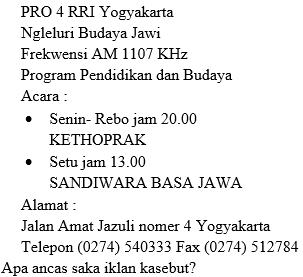 PRO 4 RRI Yogyakarta
Ngleluri Budaya Jawi
Frekwensi AM 1107 KHz
Program Pendidikan dan Budaya
Acara :
• Senin- Rebo jam 20.00
KETHOPRAK
• Setu jam 13.00
SANDIWARA BASA JAWA
Alamat :
Jalan Amat Jazuli nomer 4 Yogyakarta
Telepon (0274) 540333 Fax (0274) 512784
Apa ancas saka iklan kasebut?